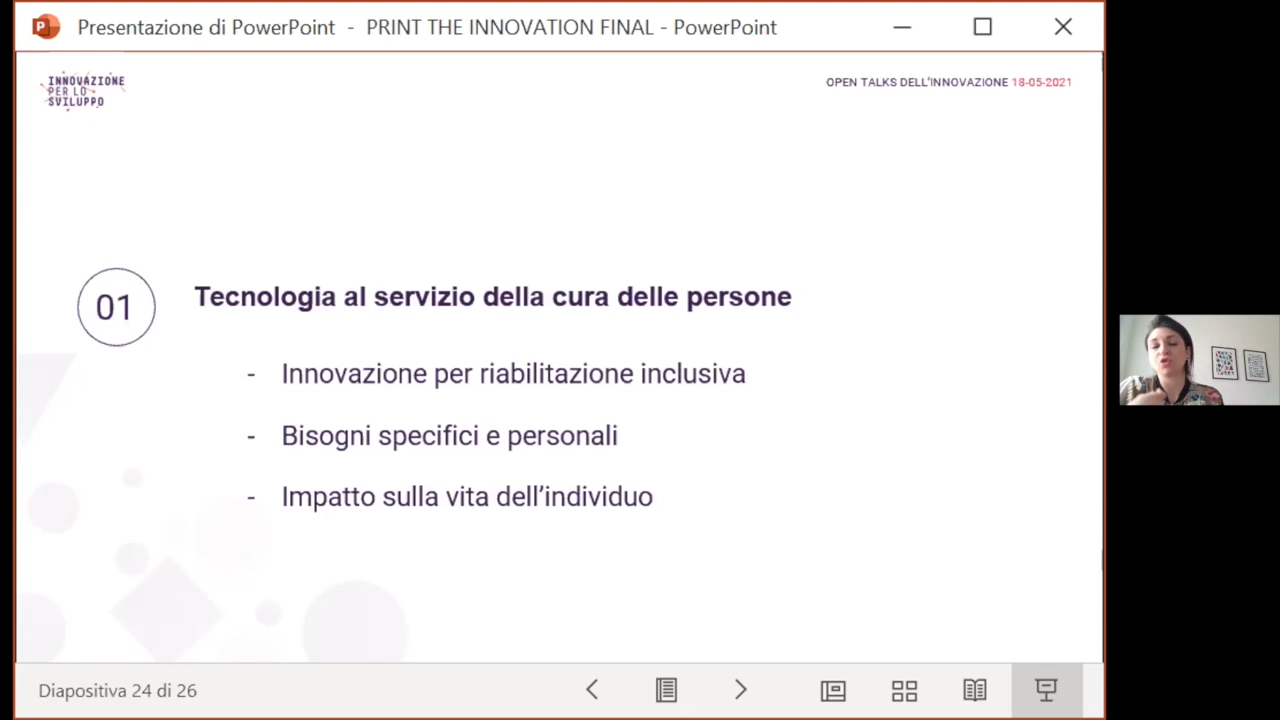 Presentazione di PowerPoint - PRINT THE INNOVATION FINAL - PowerPoint
INNOVAZIONE
PER LO
SVILUPPO
OPEN TALKS DELL'INNOVAZIONE 18-05-2021
01
Tecnologia al servizio della cura delle persone
- Innovazione per riabilitazione inclusiva
- Bisogni specifici e personali
- Impatto sulla vita dell’individuo
Diapositiva 24 di 26